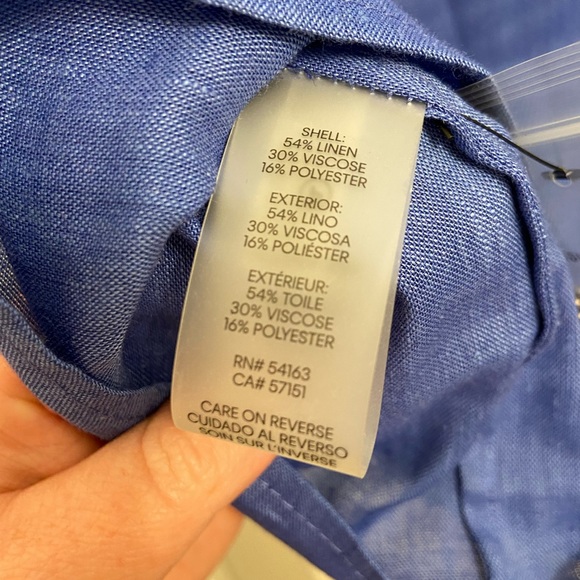 SHELL:
54% LINEN
30% VISCOSE
16% POLYESTER
EXTERIOR:
54% LINO
30% VISCOSA
16% POLIÉSTER
EXTÉRIEUR:
54% TOILE
30% VISCOSE
16% POLYESTER
RN# 54163
CA# 57151
CARE ON REVERSE
CUIDADO AL REVERSO
SOIN SUR L'INVERSE